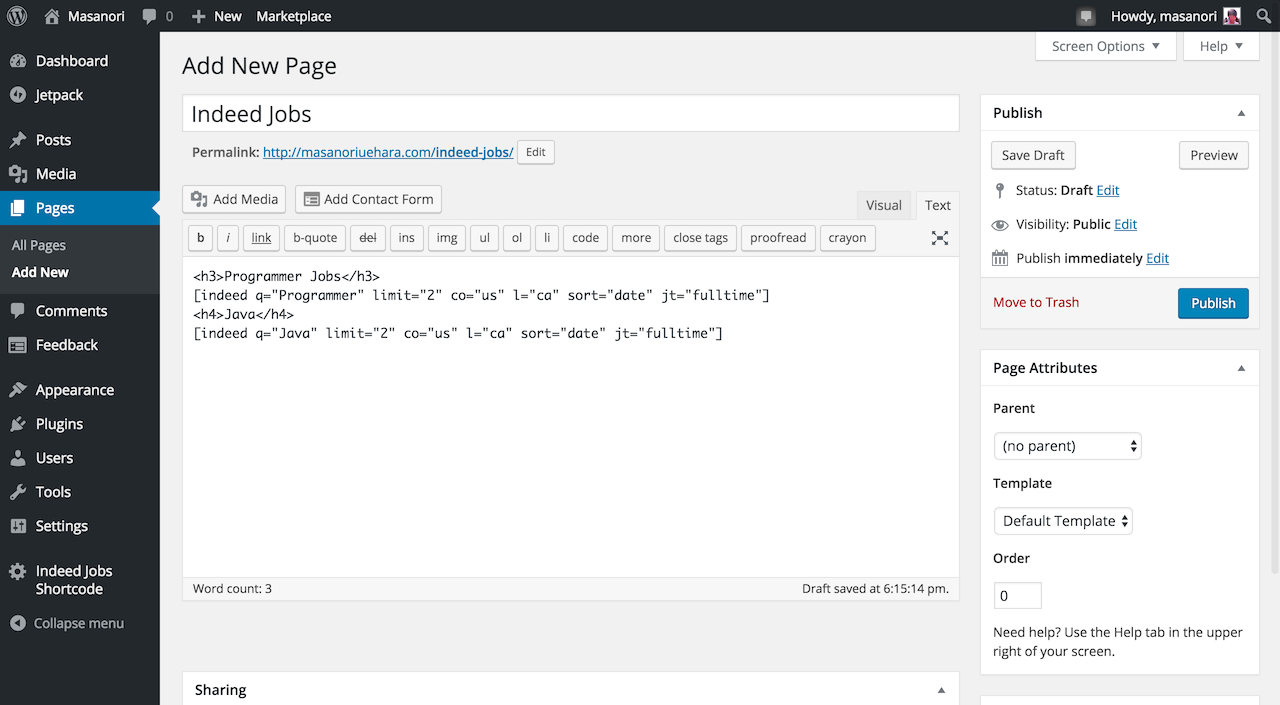 Masanori 0 New Marketplace Howdy, masanori
Dashboard
Jetpack
Posts
Media
Pages
All Pages
Add New
Comments
Feedback
Appearance
Plugins
Users
Tools
Settings
Indeed Jobs
Shortcode
Collapse menu
Screen Options Help
Add New Page
Indeed Jobs
Permalink: http://masanoriuehara.com/indeed-jobs/ Edit
Add Media Add Contact Form
Visual Text
b i link b-quote del ins img ul ol li code more close tags proofread crayon
<h3>Programmer Jobs</h3>
[indeed q="Programmer" limit="2" co="us" l="ca" sort="date" jt="fulltime"]
<h4>Java</h4>
[indeed q="Java" limit="2" co="us" l="ca" sort="date" jt="fulltime"]
Word count: 3 Draft saved at 6:15:14 pm.
Sharing
Publish
Save Draft Preview
Status: Draft Edit
Visibility: Public Edit
Publish immediately Edit
Move to Trash Publish
Page Attributes
Parent
(no parent)
Template
Default Template
Order
0
Need help? Use the Help tab in the upper
right of your screen.